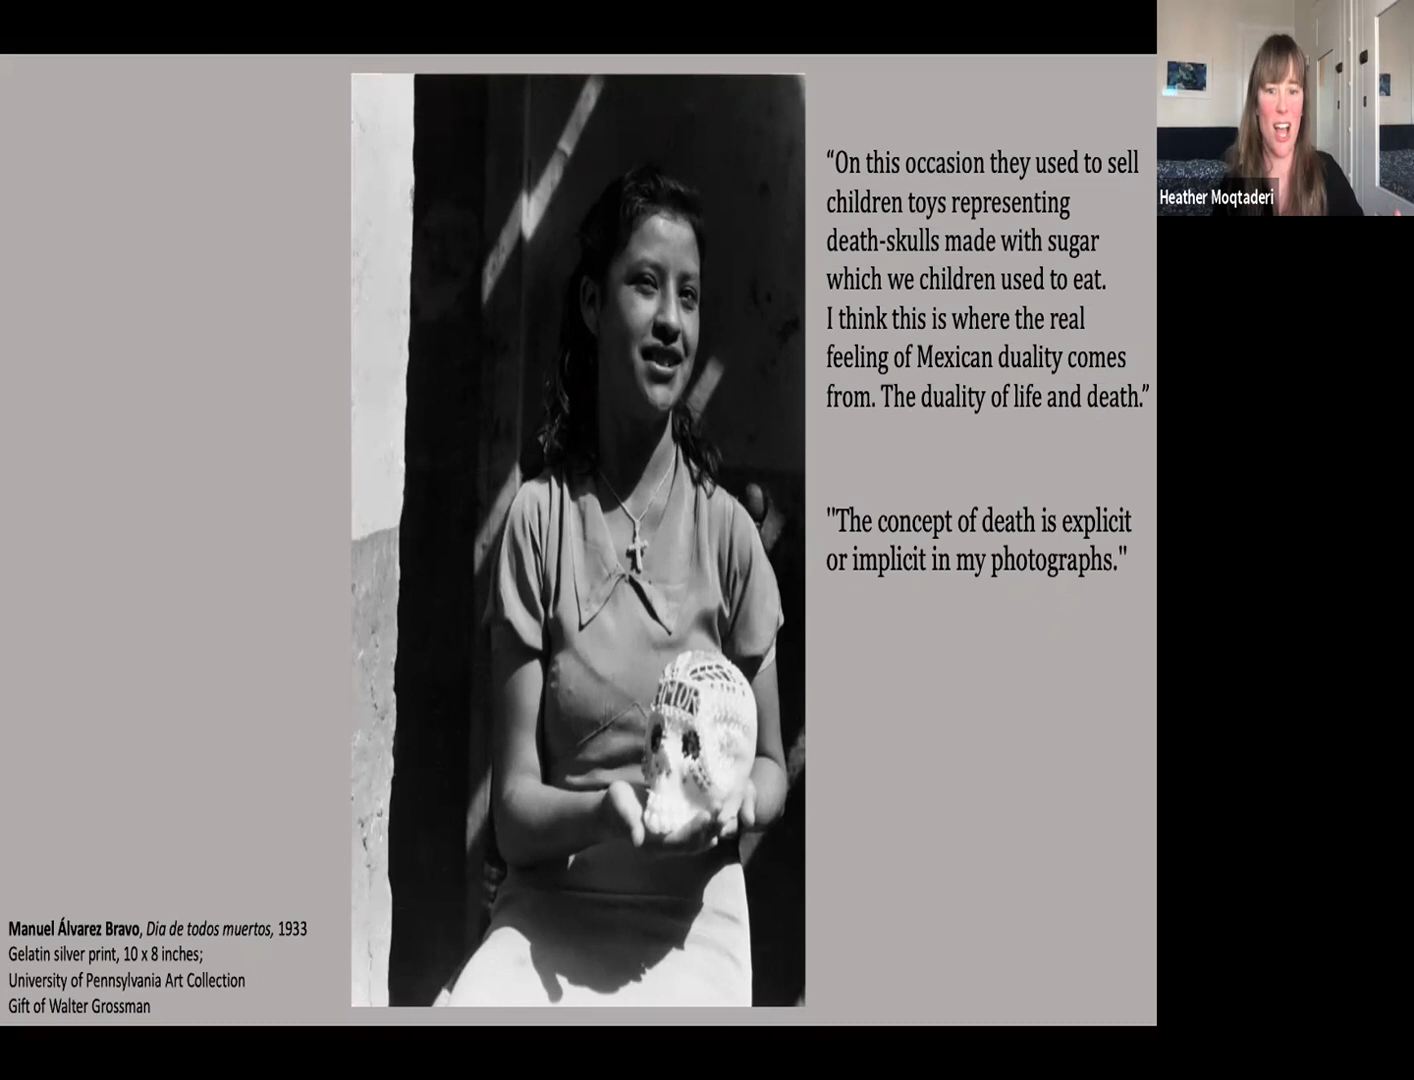 “On this occasion they used to sell
children toys representing
death-skulls made with sugar
which we children used to eat.
I think this is where the real
feeling of Mexican duality comes
from. The duality of life and death.”
"The concept of death is explicit
or implicit in my photographs."
Heather Moqtaderi
AMOR
Manuel Álvarez Bravo, Dia de todos muertos, 1933
Gelatin silver print, 10 x 8 inches;
University of Pennsylvania Art Collection
Gift of Walter Grossman